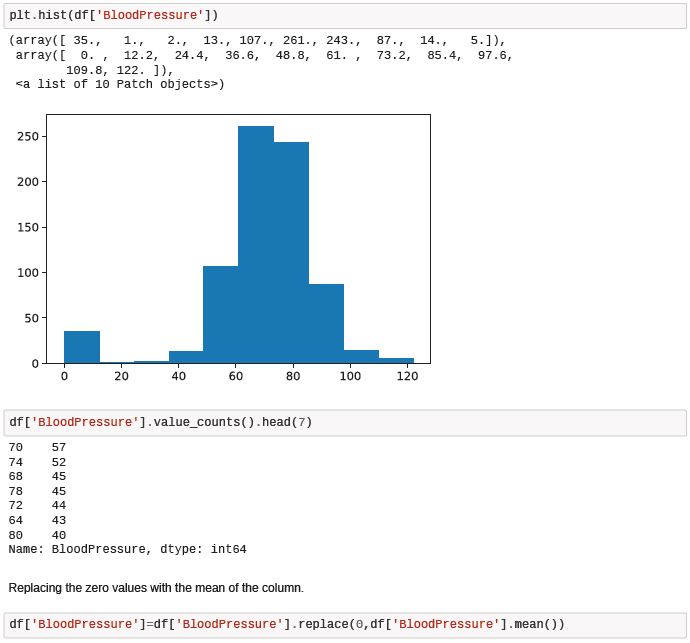 plt.hist(df['BloodPressure'])
(array([ 35.,   1.,   2.,  13., 107., 261., 243.,  87.,  14.,   5.]),
 array([  0. ,  12.2,  24.4,  36.6,  48.8,  61. ,  73.2,  85.4,  97.6,
        109.8, 122. ]),
 <a list of 10 Patch objects>)
250
200
150
100
50
0
0 20 40 60 80 100 120
df['BloodPressure'].value_counts().head(7)
70    57
74    52
68    45
78    45
72    44
64    43
80    40
Name: BloodPressure, dtype: int64
Replacing the zero values with the mean of the column.
df['BloodPressure']=df['BloodPressure'].replace(0,df['BloodPressure'].mean())